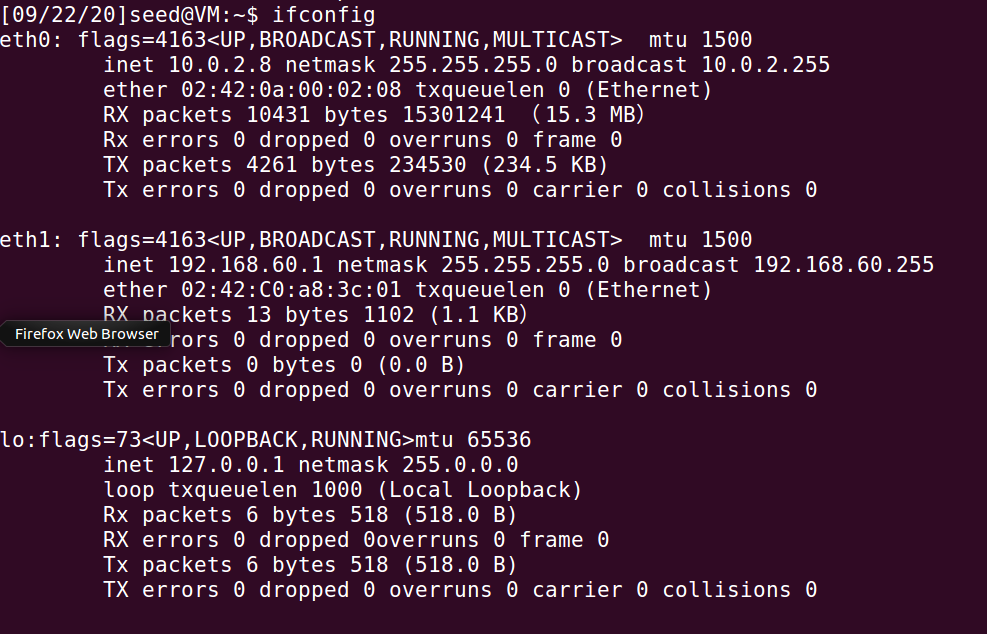 [09/22/20]seed@VM:~$ ifconfig
eth0: flags=4163<UP,BROADCAST,RUNNING,MULTICAST>  mtu 1500
        inet 10.0.2.8 netmask 255.255.255.0 broadcast 10.0.2.255
        ether 02:42:0a:00:02:08 txqueuelen 0 (Ethernet)
        RX packets 10431 bytes 15301241 （15.3 MB）
        Rx errors 0 dropped 0 overruns 0 frame 0
        TX packets 4261 bytes 234530 (234.5 KB)
        Tx errors 0 dropped 0 overruns 0 carrier 0 collisions 0

eth1: flags=4163<UP,BROADCAST,RUNNING,MULTICAST>  mtu 1500
        inet 192.168.60.1 netmask 255.255.255.0 broadcast 192.168.60.255
        ether 02:42:C0:a8:3c:01 txqueuelen 0 (Ethernet)
        RX packets 13 bytes 1102 (1.1 KB）
Firefox Web Browser
        errors 0 dropped 0 overruns 0 frame 0
        Tx packets 0 bytes 0 (0.0 B)
        Tx errors 0 dropped 0 overruns 0 carrier 0 collisions 0

lo:flags=73<UP,LOOPBACK,RUNNING>mtu 65536
        inet 127.0.0.1 netmask 255.0.0.0
        loop txqueuelen 1000 (Local Loopback)
        Rx packets 6 bytes 518 (518.0 B)
        RX errors 0 dropped 0overruns 0 frame 0
        Tx packets 6 bytes 518 (518.0 B)
        TX errors 0 dropped 0 overruns 0 carrier 0 collisions 0